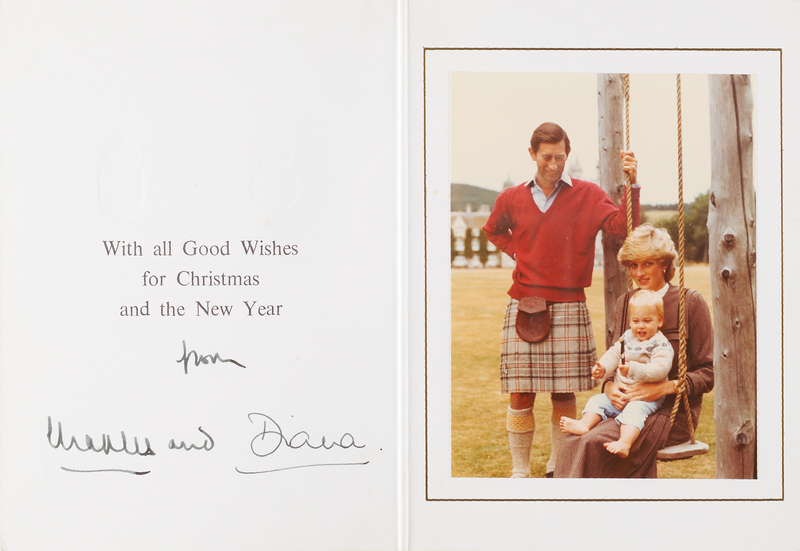 With all Good Wishes
for Christmas
and the New Year
from
Charles and Diana.